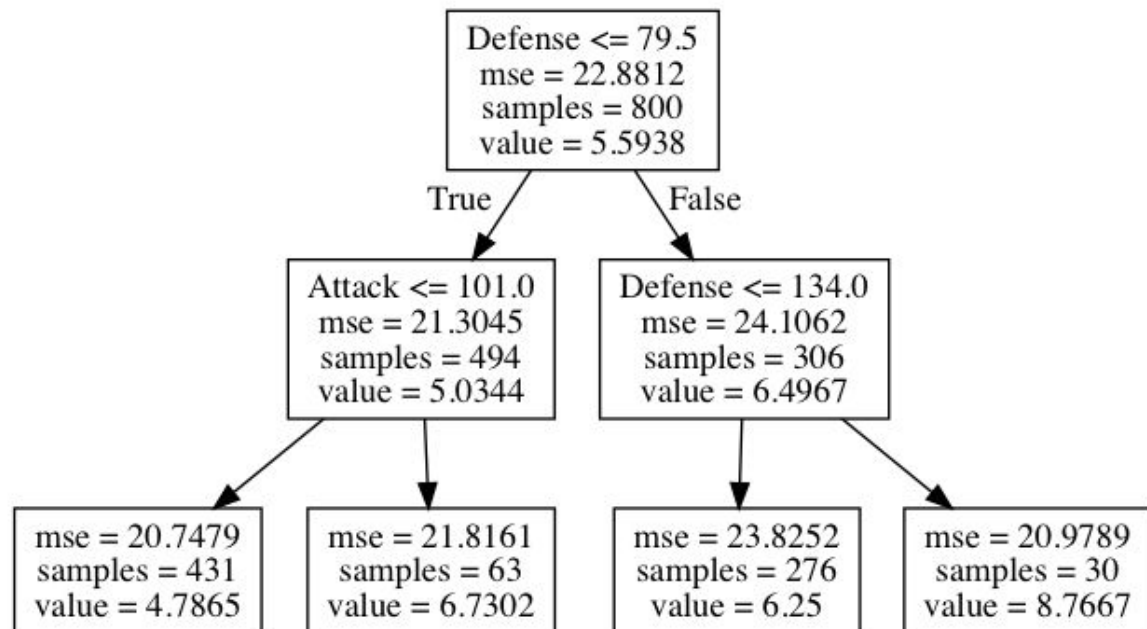 Defense <= 79.5
mse = 22.8812
samples = 800
value = 5.5938
True
False
Attack <= 101.0
mse = 21.3045
samples = 494
value = 5.0344
Defense <= 134.0
mse = 24.1062
samples = 306
value = 6.4967
mse = 20.7479
samples = 431
value = 4.7865
mse = 21.8161
samples = 63
value = 6.7302
mse = 23.8252
samples = 276
value = 6.25
mse = 20.9789
samples = 30
value = 8.7667